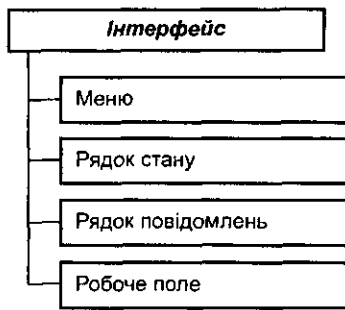 Інтерфейс
Меню
Рядок стану
Рядок повідомлень
Робоче поле